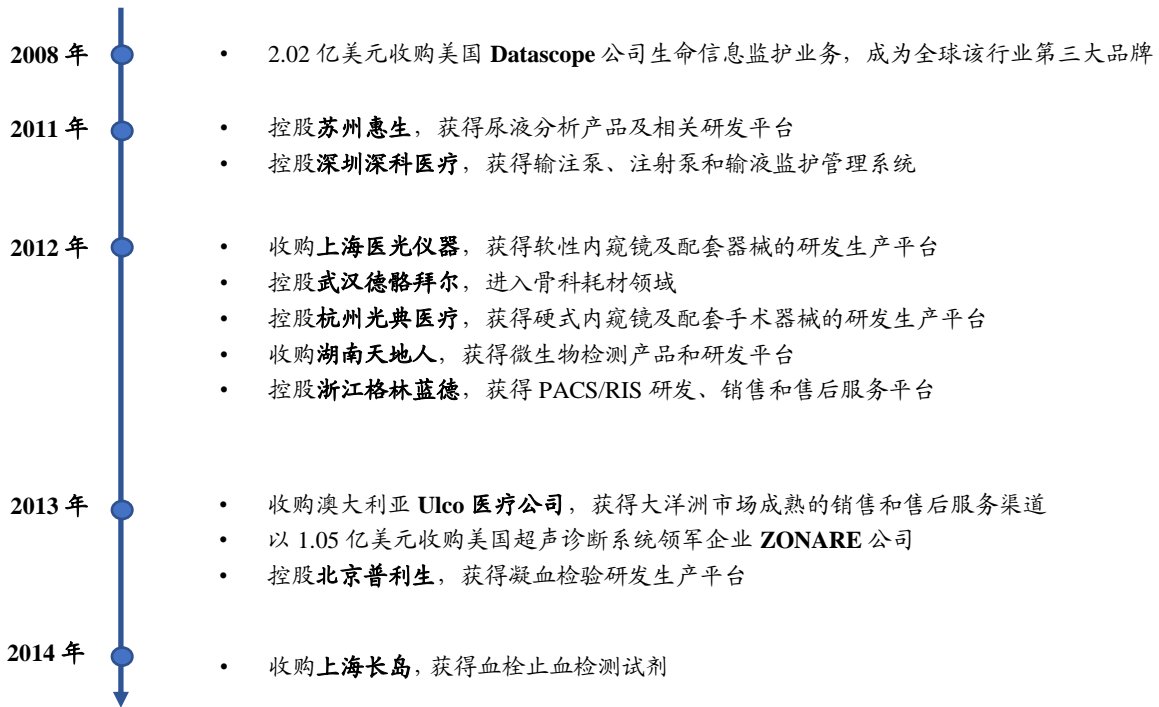 2008 年
• 2.02 亿美元收购美国 Datascope 公司生命信息监护业务，成为全球该行业第三大品牌
2011 年
• 控股苏州惠生，获得尿液分析产品及相关研发平台
• 控股深圳深科医疗，获得输注泵、注射泵和输液监护管理系统
2012 年
• 收购上海医光仪器，获得软性内窥镜及配套器械的研发生产平台
• 控股武汉德骼拜尔，进入骨科耗材领域
• 控股杭州光典医疗，获得硬式内窥镜及配套手术器械的研发生产平台
• 收购湖南天地人，获得微生物检测产品和研发平台
• 控股浙江格林蓝德，获得 PACS/RIS 研发、销售和售后服务平台
2013 年
• 收购澳大利亚 Ulco 医疗公司，获得大洋洲市场成熟的销售和售后服务渠道
• 以 1.05 亿美元收购美国超声诊断系统领军企业 ZONARE 公司
• 控股北京普利生，获得凝血检验研发生产平台
2014 年
• 收购上海长岛，获得血栓止血检测试剂